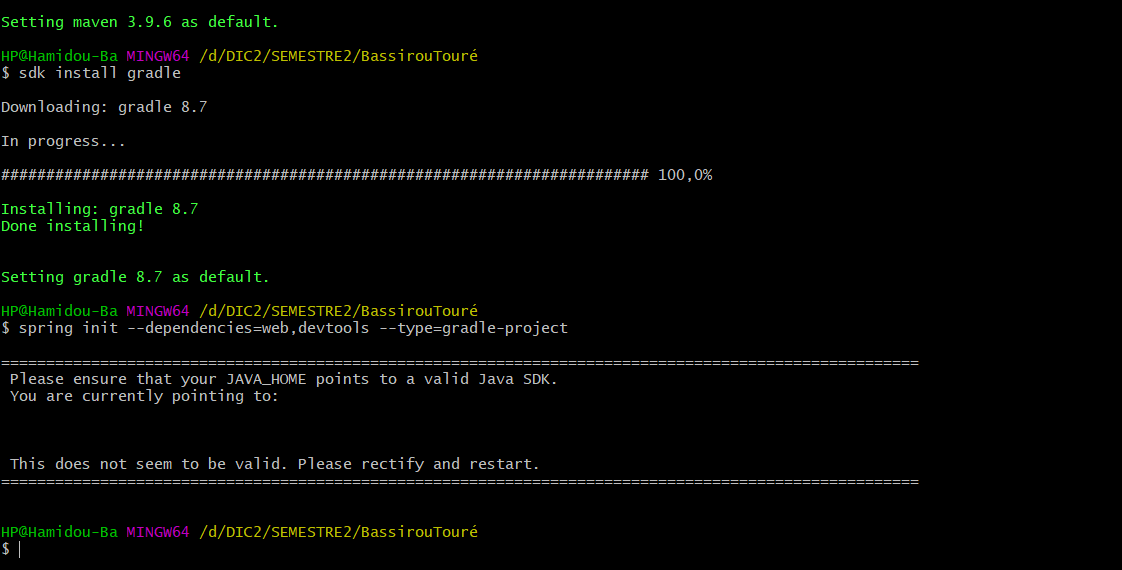 Setting maven 3.9.6 as default.
HP@Hamidou-Ba MINGW64 /d/DIC2/SEMESTRE2/BassirouTouré
$ sdk install gradle
Downloading: gradle 8.7
In progress...
######################################################################## 100,0%
Installing: gradle 8.7
Done installing!
Setting gradle 8.7 as default.
HP@Hamidou-Ba MINGW64 /d/DIC2/SEMESTRE2/BassirouTouré
$ spring init --dependencies=web,devtools --type=gradle-project
======================================================================================================
Please ensure that your JAVA_HOME points to a valid Java SDK.
You are currently pointing to:
This does not seem to be valid. Please rectify and restart.
======================================================================================================
HP@Hamidou-Ba MINGW64 /d/DIC2/SEMESTRE2/BassirouTouré
$